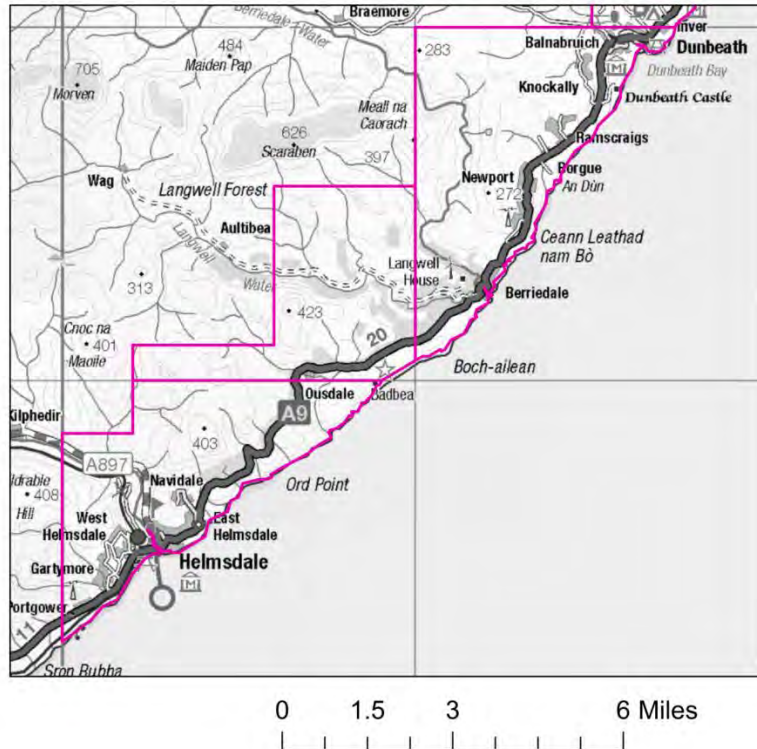 Braemore
Berriedale Water
484
Maiden Pap
705
Morven
283
Inver
Balnabruich
Dunbeath
Dunbeath Bay
Knockally
Dunbeath Castle
Meall na
Caorach
626
Scaraben
397
Ramscraigs
Borgue
An Dùn
Newport
272
Wag
Langwell Forest
Aultibea
Langwell
Water
Ceann Leathad
nam Bò
Langwell
House
Berriedale
313
423
20
Cnoc na
Maoile
401
Boch-ailean
Ousdale
Badbea
A9
Kilphedir
403
A897
Navidale
Ord Point
408
Hill
West
Helmsdale
East
Helmsdale
Helmsdale
Gartymore
M
Portgower
11
Sron Rubha
0 1.5 3 6 Miles